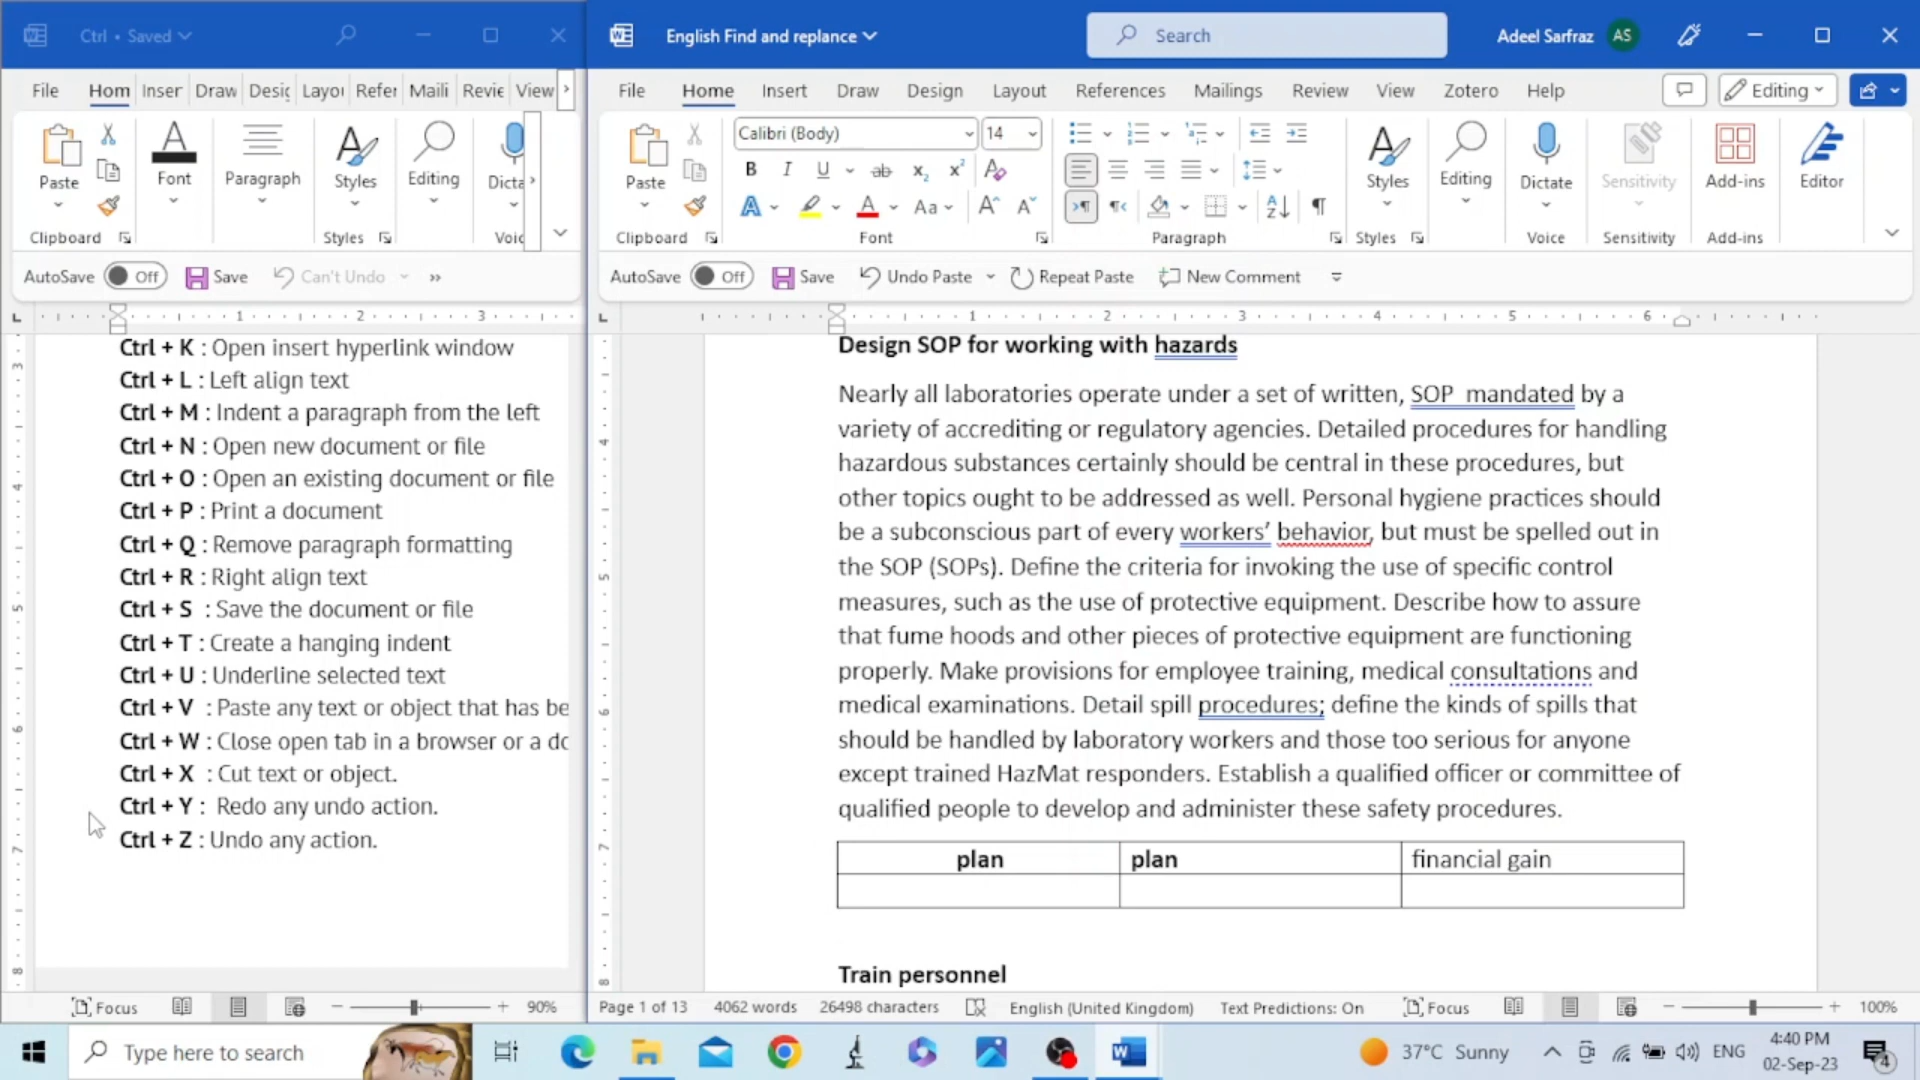 Ctrl • Saved
English Find and replance
Search
Adeel Sarfraz
AS
File
Hom
Inser
Draw
Desig
Layou
Refer
Maili
Revie
View
File
Home
Insert
Draw
Design
Layout
References
Mailings
Review
View
Zotero
Help
Editing
Paste
Font
Paragraph
Styles
Editing
Dicta
Clipboard
Styles
Voic
Paste
Calibri (Body)
14
Styles
Editing
Dictate
Sensitivity
Add-ins
Editor
Clipboard
Font
Paragraph
Styles
Voice
Sensitivity
Add-ins
AutoSave Off
Save
Can't Undo
AutoSave Off
Save
Undo Paste
Repeat Paste
New Comment
1 2 3
1 2 3 4 5 6
Ctrl + K : Open insert hyperlink window
Ctrl + L : Left align text
Ctrl + M : Indent a paragraph from the left
Ctrl + N : Open new document or file
Ctrl + O : Open an existing document or file
Ctrl + P : Print a document
Ctrl + Q : Remove paragraph formatting
Ctrl + R : Right align text
Ctrl + S : Save the document or file
Ctrl + T : Create a hanging indent
Ctrl + U : Underline selected text
Ctrl + V : Paste any text or object that has be
Ctrl + W : Close open tab in a browser or a do
Ctrl + X : Cut text or object.
Ctrl + Y : Redo any undo action.
Ctrl + Z : Undo any action.
Design SOP for working with hazards
Nearly all laboratories operate under a set of written, SOP mandated by a
variety of accrediting or regulatory agencies. Detailed procedures for handling
hazardous substances certainly should be central in these procedures, but
other topics ought to be addressed as well. Personal hygiene practices should
be a subconscious part of every workers’ behavior, but must be spelled out in
the SOP (SOPs). Define the criteria for invoking the use of specific control
measures, such as the use of protective equipment. Describe how to assure
that fume hoods and other pieces of protective equipment are functioning
properly. Make provisions for employee training, medical consultations and
medical examinations. Detail spill procedures; define the kinds of spills that
should be handled by laboratory workers and those too serious for anyone
except trained HazMat responders. Establish a qualified officer or committee of
qualified people to develop and administer these safety procedures.
plan
plan
financial gain
Train personnel
Focus
90%
Page 1 of 13
4062 words
26498 characters
English (United Kingdom)
Text Predictions: On
Focus
100%
Type here to search
37°C Sunny
ENG
4:40 PM
02-Sep-23
4